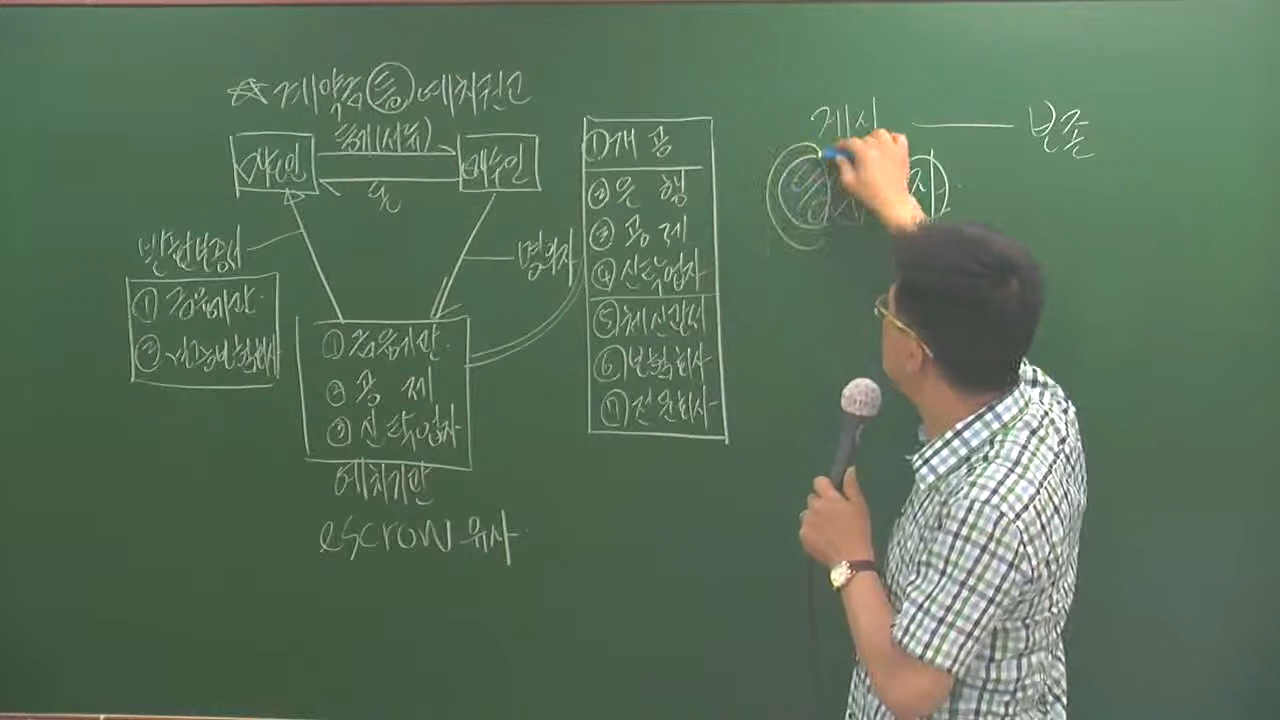 ☆ 계약금 등 예치권고
등기(서류)
매도인
매수인
돈
반환보증서
① 금융기관
② 보증보험회사
명의자
① 금융기관
② 공제
③ 신탁업자
예치기관
escrow 유사
① 개공
② 은행
③ 공제
④ 신탁업자
⑤ 체신관서
⑥ 보험회사
⑦ 전문회사
게시 — 보존